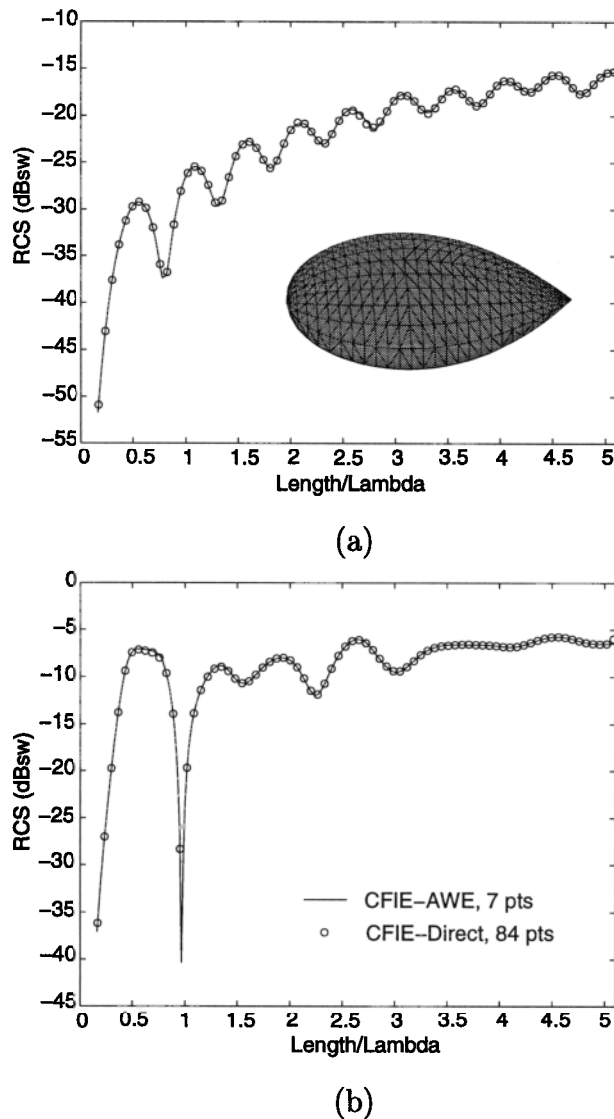 −10
−15
−20
−25
−30
−35
−40
−45
−50
−55
RCS (dBsw)
0 0.5 1 1.5 2 2.5 3 3.5 4 4.5 5
Length/Lambda
(a)
0
−5
−10
−15
−20
−25
−30
−35
−40
−45
RCS (dBsw)
CFIE−AWE, 7 pts
CFIE−Direct, 84 pts
0 0.5 1 1.5 2 2.5 3 3.5 4 4.5 5
Length/Lambda
(b)